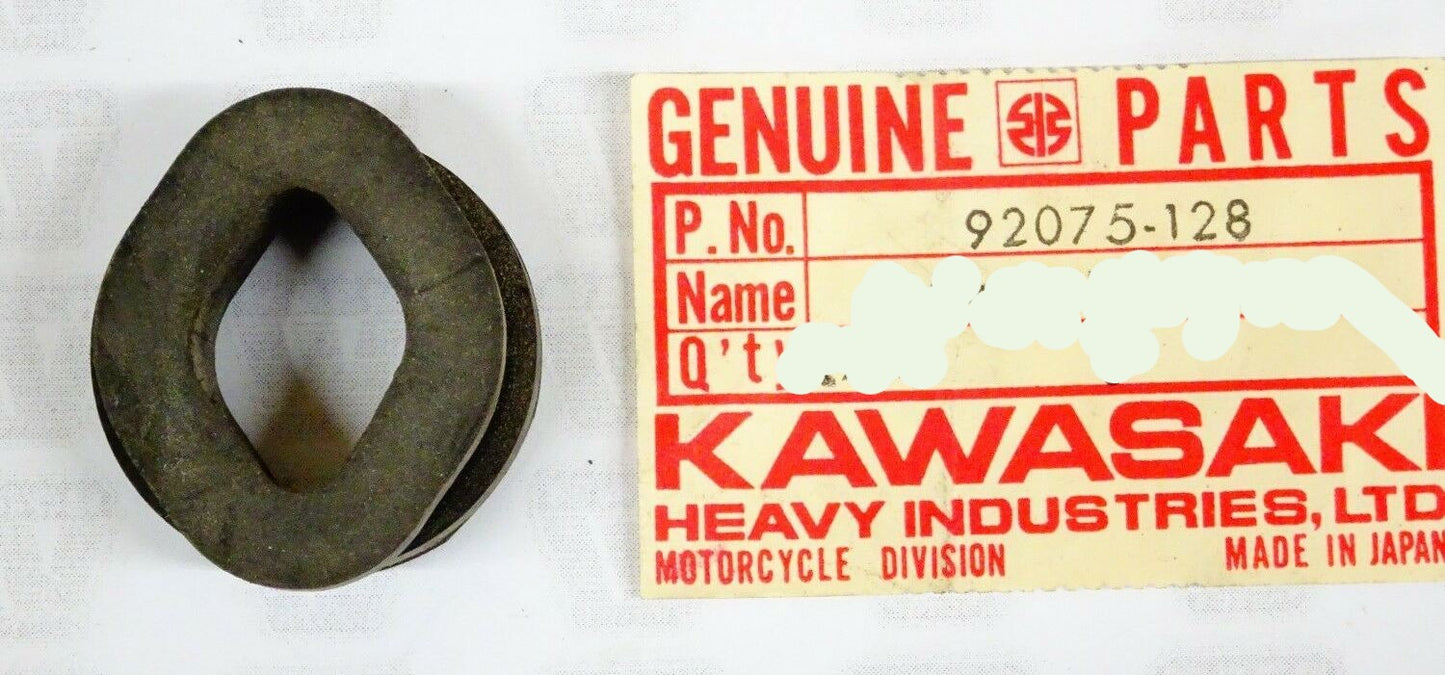 GENUINE PARTS
P. No. 92075-128
Name
Q'ty
KAWASAKI
HEAVY INDUSTRIES, LTD
MOTORCYCLE DIVISION MADE IN JAPAN